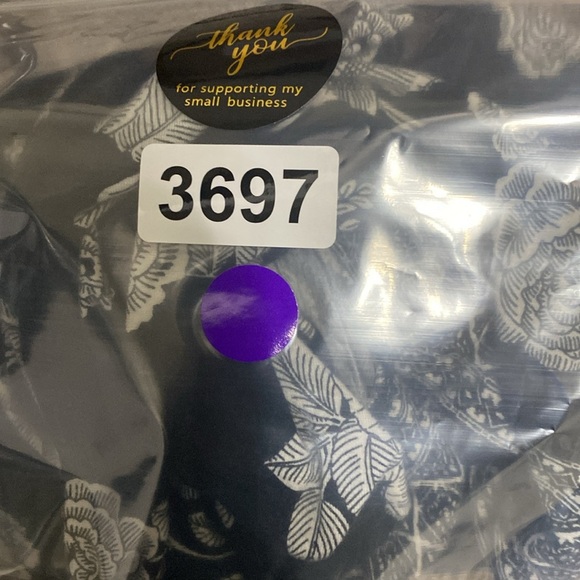 thank
you
for supporting my
small business
3697